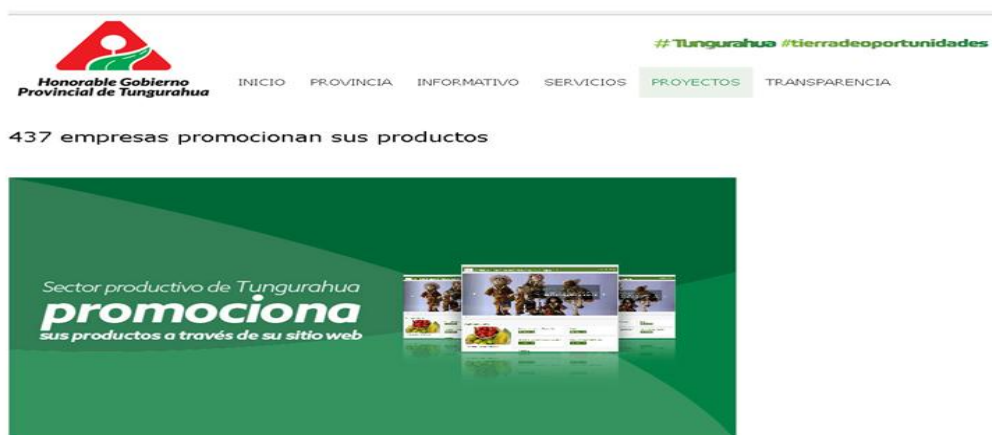 #Tungurahua #tierradeoportunidades
Honorable Gobierno
Provincial de Tungurahua
INICIO PROVINCIA INFORMATIVO SERVICIOS PROYECTOS TRANSPARENCIA
437 empresas promocionan sus productos
Sector productivo de Tungurahua
promociona
sus productos a través de su sitio web